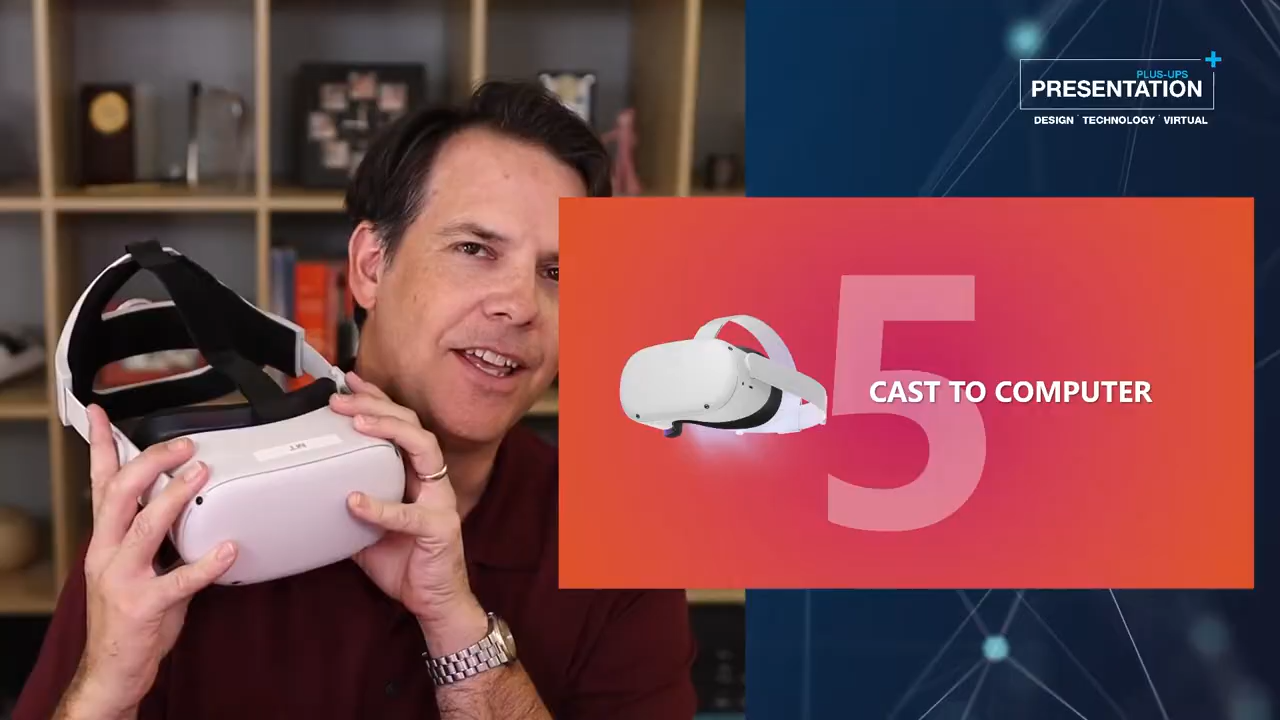 PLUS-UPS
PRESENTATION
DESIGN · TECHNOLOGY · VIRTUAL
5
CAST TO COMPUTER